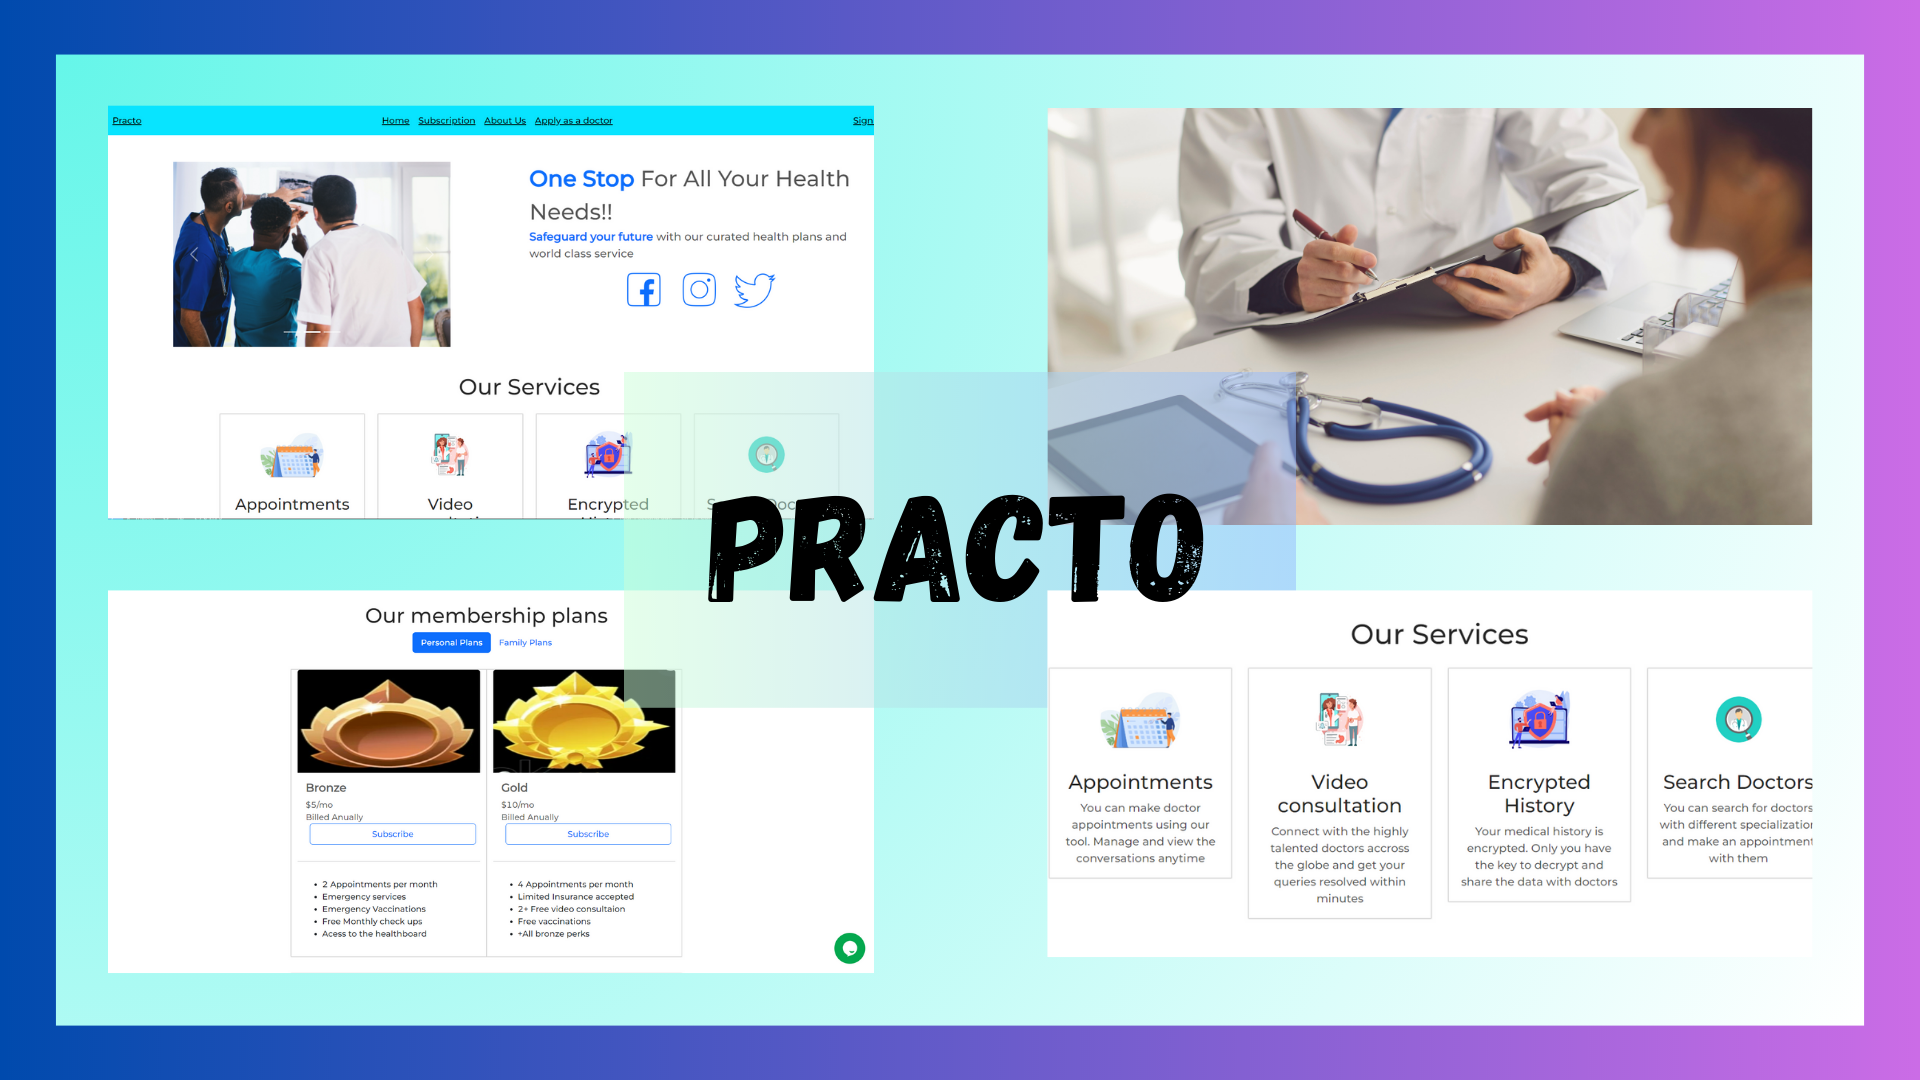 Practo
Home Subscription About Us Apply as a doctor
Sign
One Stop For All Your Health
Needs!!
Safeguard your future with our curated health plans and
world class service
Our Services
Appointments
Video
Encrypted
PRACTO
Our membership plans
Personal Plans Family Plans
Bronze
$5/mo
Billed Anually
Subscribe
• 2 Appointments per month
• Emergency services
• Emergency Vaccinations
• Free Monthly check ups
• Acess to the healthboard
Gold
$10/mo
Billed Anually
Subscribe
• 4 Appointments per month
• Limited Insurance accepted
• 2+ Free video consultaion
• Free vaccinations
• +All bronze perks
Our Services
Appointments
You can make doctor
appointments using our
tool. Manage and view the
conversations anytime
Video
consultation
Connect with the highly
talented doctors accross
the globe and get your
queries resolved within
minutes
Encrypted
History
Your medical history is
encrypted. Only you have
the key to decrypt and
share the data with doctors
Search Doctors
You can search for doctors
with different specialization
and make an appointment
with them